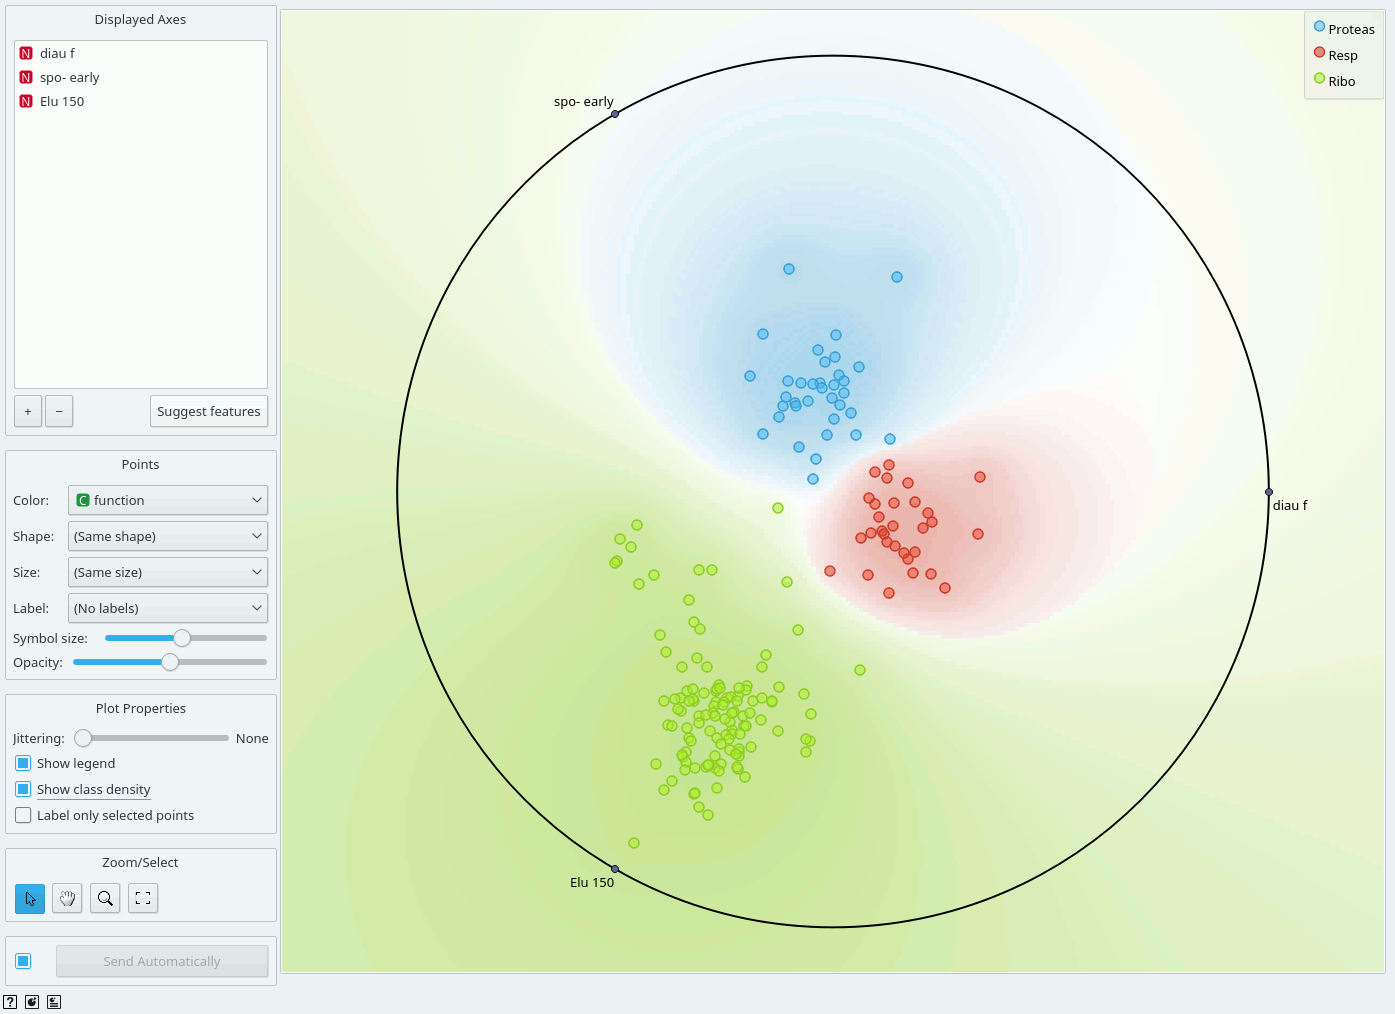 Displayed Axes
N diau f
N spo- early
N Elu 150
+
−
Suggest features
Points
Color: C function
Shape: (Same shape)
Size: (Same size)
Label: (No labels)
Symbol size:
Opacity:
Plot Properties
Jittering: None
Show legend
Show class density
Label only selected points
Zoom/Select
Send Automatically
?
spo- early
diau f
Elu 150
Proteas
Resp
Ribo